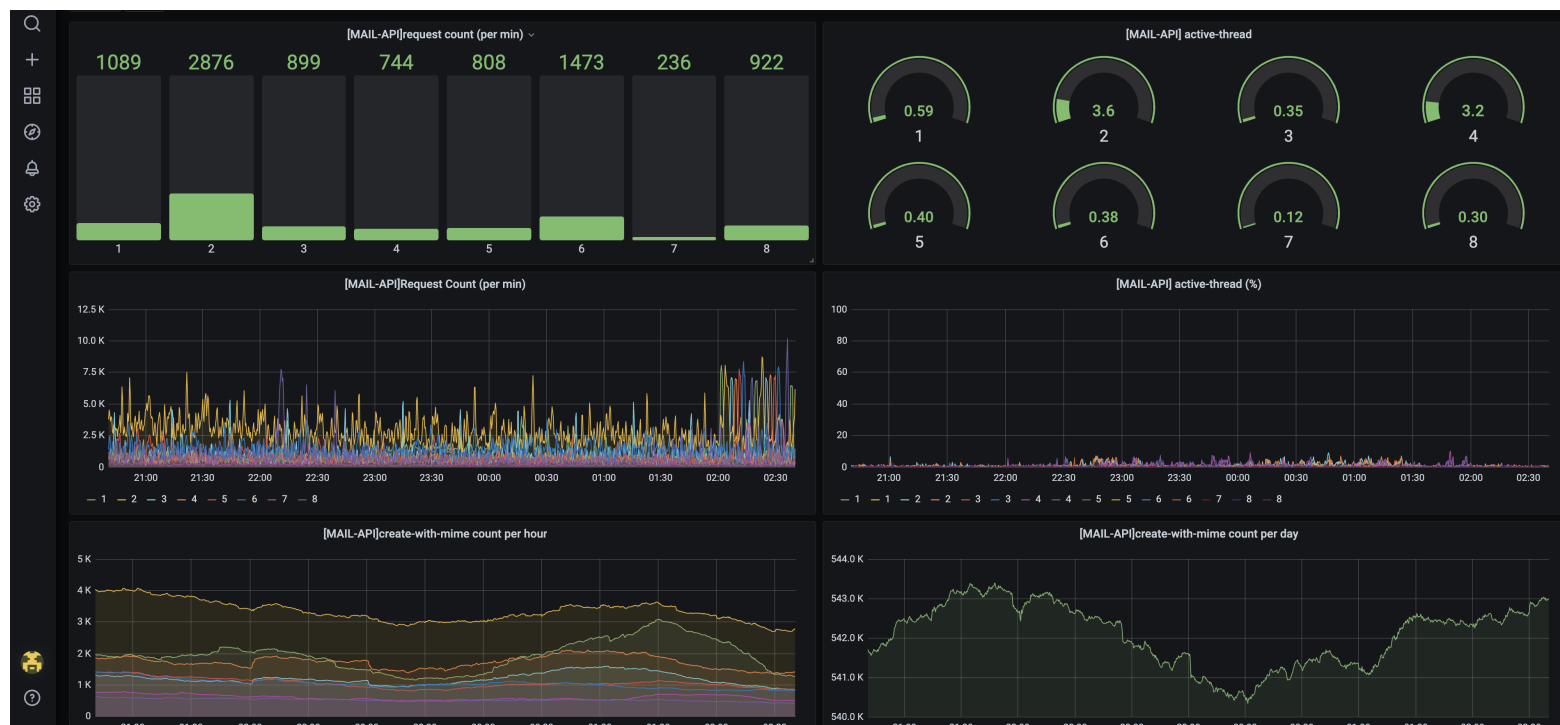 [MAIL-API]request count (per min)
1089 2876 899 744 808 1473 236 922
1 2 3 4 5 6 7 8
[MAIL-API] active-thread
0.59 3.6 0.35 3.2
1 2 3 4
0.40 0.38 0.12 0.30
5 6 7 8
[MAIL-API]Request Count (per min)
12.5 K
10.0 K
7.5 K
5.0 K
2.5 K
0
21:00 21:30 22:00 22:30 23:00 23:30 00:00 00:30 01:00 01:30 02:00 02:30
1 2 3 4 5 6 7 8
[MAIL-API] active-thread (%)
100
80
60
40
20
0
21:00 21:30 22:00 22:30 23:00 23:30 00:00 00:30 01:00 01:30 02:00 02:30
1 1 2 2 3 3 4 4 5 5 6 6 7 8 8
[MAIL-API]create-with-mime count per hour
5 K
4 K
3 K
2 K
1 K
0
[MAIL-API]create-with-mime count per day
544.0 K
543.0 K
542.0 K
541.0 K
540.0 K